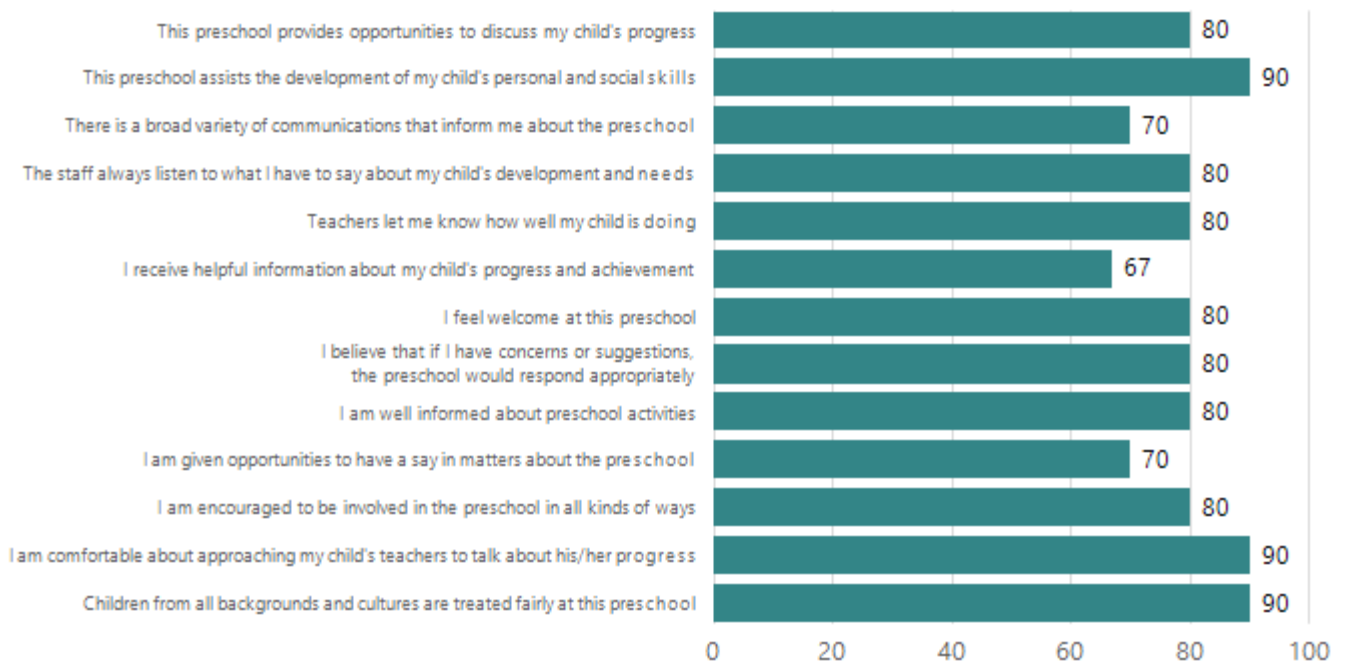 This preschool provides opportunities to discuss my child's progress 80
This preschool assists the development of my child's personal and social skills 90
There is a broad variety of communications that inform me about the preschool 70
The staff always listen to what I have to say about my child's development and needs 80
Teachers let me know how well my child is doing 80
I receive helpful information about my child's progress and achievement 67
I feel welcome at this preschool 80
I believe that if I have concerns or suggestions,
the preschool would respond appropriately 80
I am well informed about preschool activities 80
I am given opportunities to have a say in matters about the preschool 70
I am encouraged to be involved in the preschool in all kinds of ways 80
I am comfortable about approaching my child's teachers to talk about his/her progress 90
Children from all backgrounds and cultures are treated fairly at this preschool 90
0 20 40 60 80 100